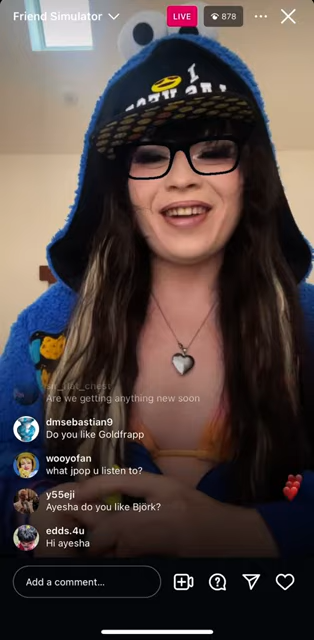 Friend Simulator
LIVE
878
I
Are we getting anything new soon
dmsebastian9
Do you like Goldfrapp
wooyofan
what jpop u listen to?
y55eji
Ayesha do you like Björk?
edds.4u
Hi ayesha
Add a comment...